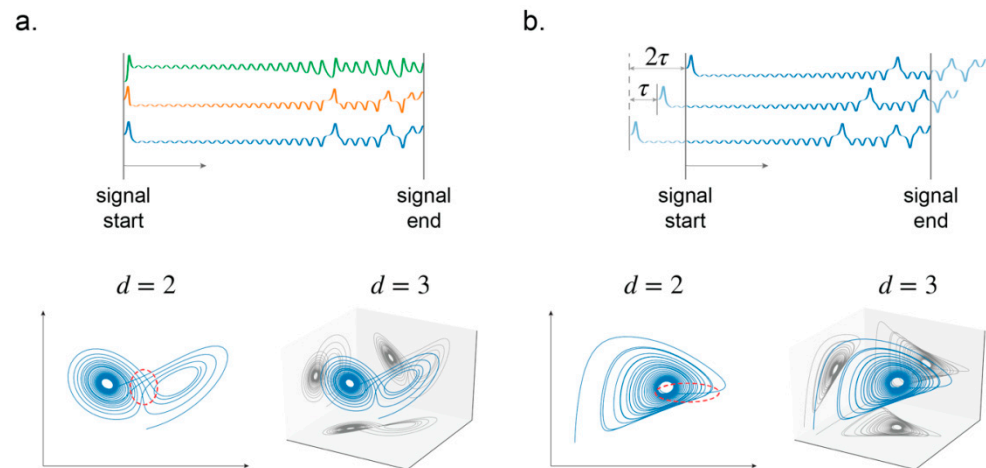 a.
signal
start
signal
end
d = 2
d = 3
b.
2τ
τ
signal
start
signal
end
d = 2
d = 3